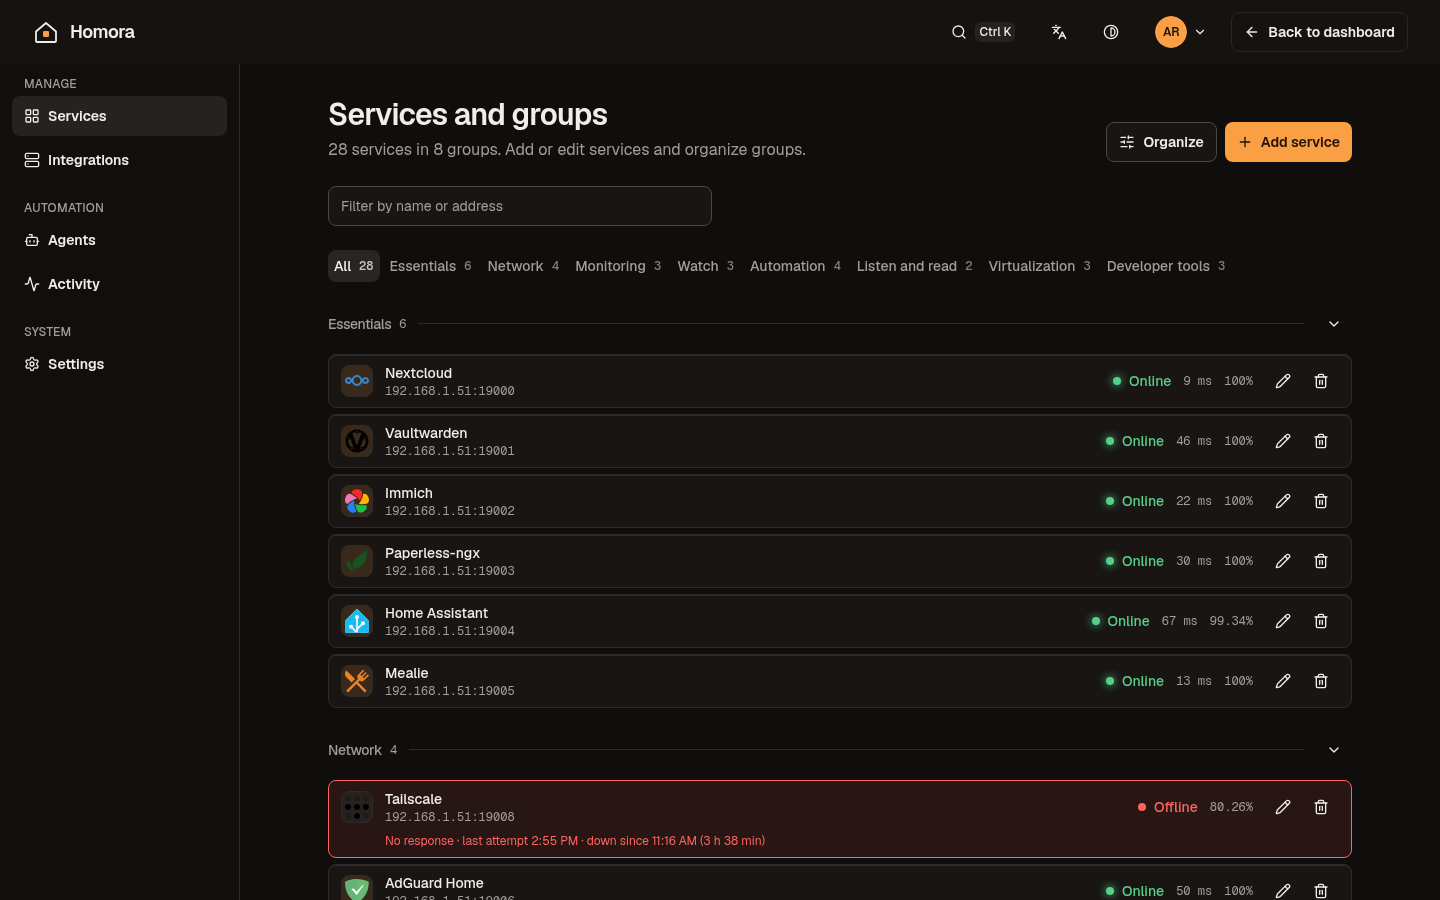 Homora
Ctrl K
AR
Back to dashboard
MANAGE
Services
Integrations
AUTOMATION
Agents
Activity
SYSTEM
Settings
Services and groups
28 services in 8 groups. Add or edit services and organize groups.
Organize
Add service
Filter by name or address
All 28 Essentials 6 Network 4 Monitoring 3 Watch 3 Automation 4 Listen and read 2 Virtualization 3 Developer tools 3
Essentials 6
Nextcloud
192.168.1.51:19000
Online 9 ms 100%
Vaultwarden
192.168.1.51:19001
Online 46 ms 100%
Immich
192.168.1.51:19002
Online 22 ms 100%
Paperless-ngx
192.168.1.51:19003
Online 30 ms 100%
Home Assistant
192.168.1.51:19004
Online 67 ms 99.34%
Mealie
192.168.1.51:19005
Online 13 ms 100%
Network 4
Tailscale
192.168.1.51:19008
Offline 80.26%
No response · last attempt 2:55 PM · down since 11:16 AM (3 h 38 min)
AdGuard Home
192.168.1.51:19006
Online 50 ms 100%